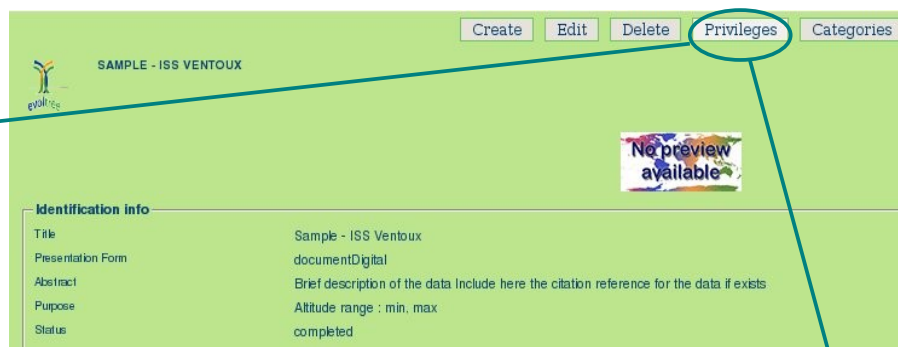 Create Edit Delete Privileges Categories
SAMPLE - ISS VENTOUX
evoltree
No preview
available
Identification info
Title Sample - ISS Ventoux
Presentation Form documentDigital
Abstract Brief description of the data Include here the citation reference for the data if exists
Purpose Altitude range : min, max
Status completed